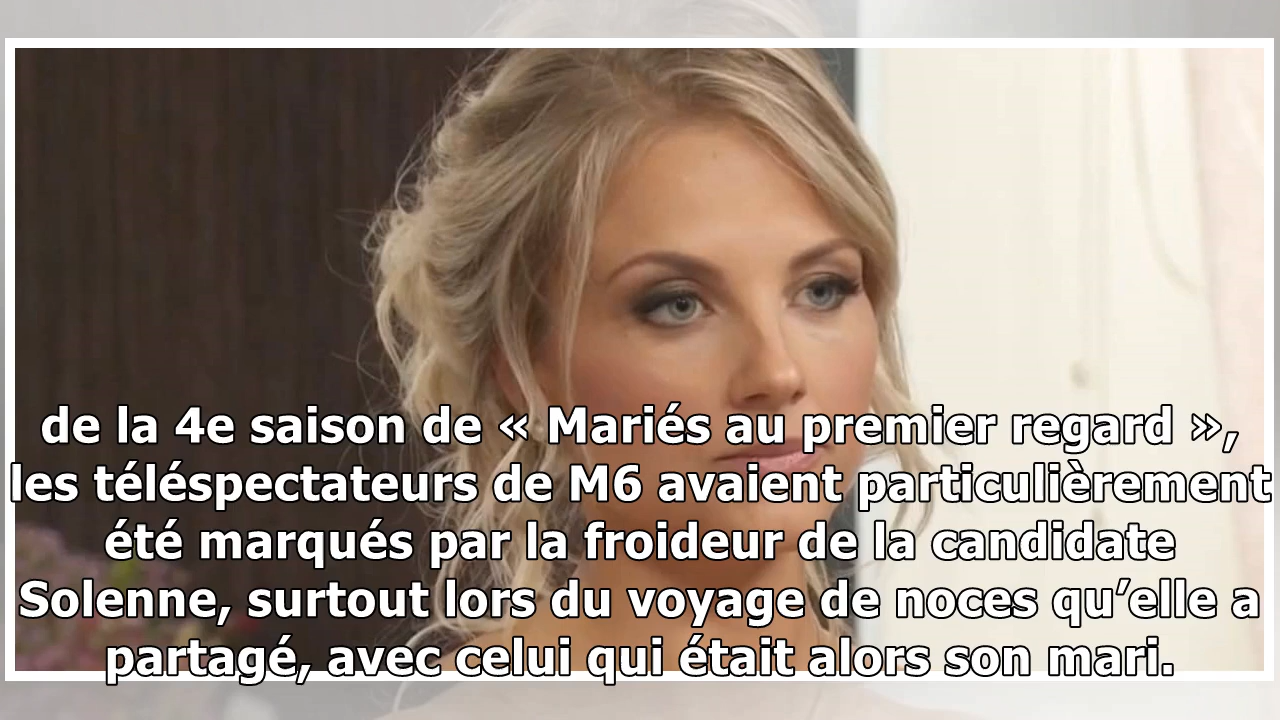 de la 4e saison de « Mariés au premier regard »,
les téléspectateurs de M6 avaient particulièrement
été marqués par la froideur de la candidate
Solenne, surtout lors du voyage de noces qu’elle a
partagé, avec celui qui était alors son mari.